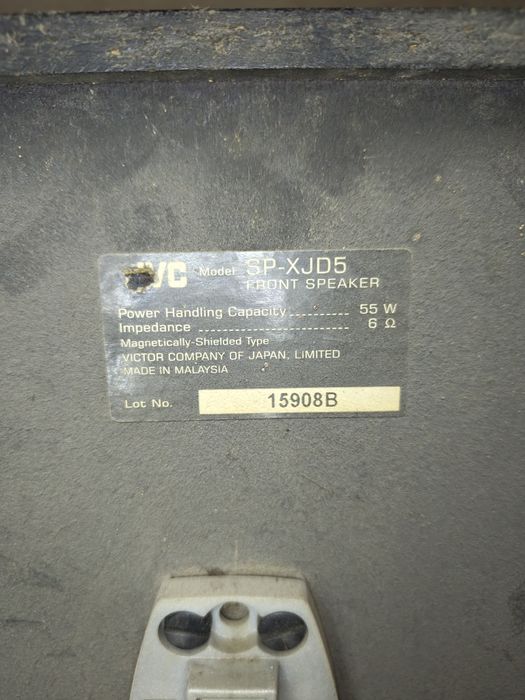 JVC Model SP-XJD5
FRONT SPEAKER
Power Handling Capacity.......... 55 W
Impedance .......................... 6 Ω
Magnetically-Shielded Type
VICTOR COMPANY OF JAPAN, LIMITED
MADE IN MALAYSIA
Lot No. 15908B